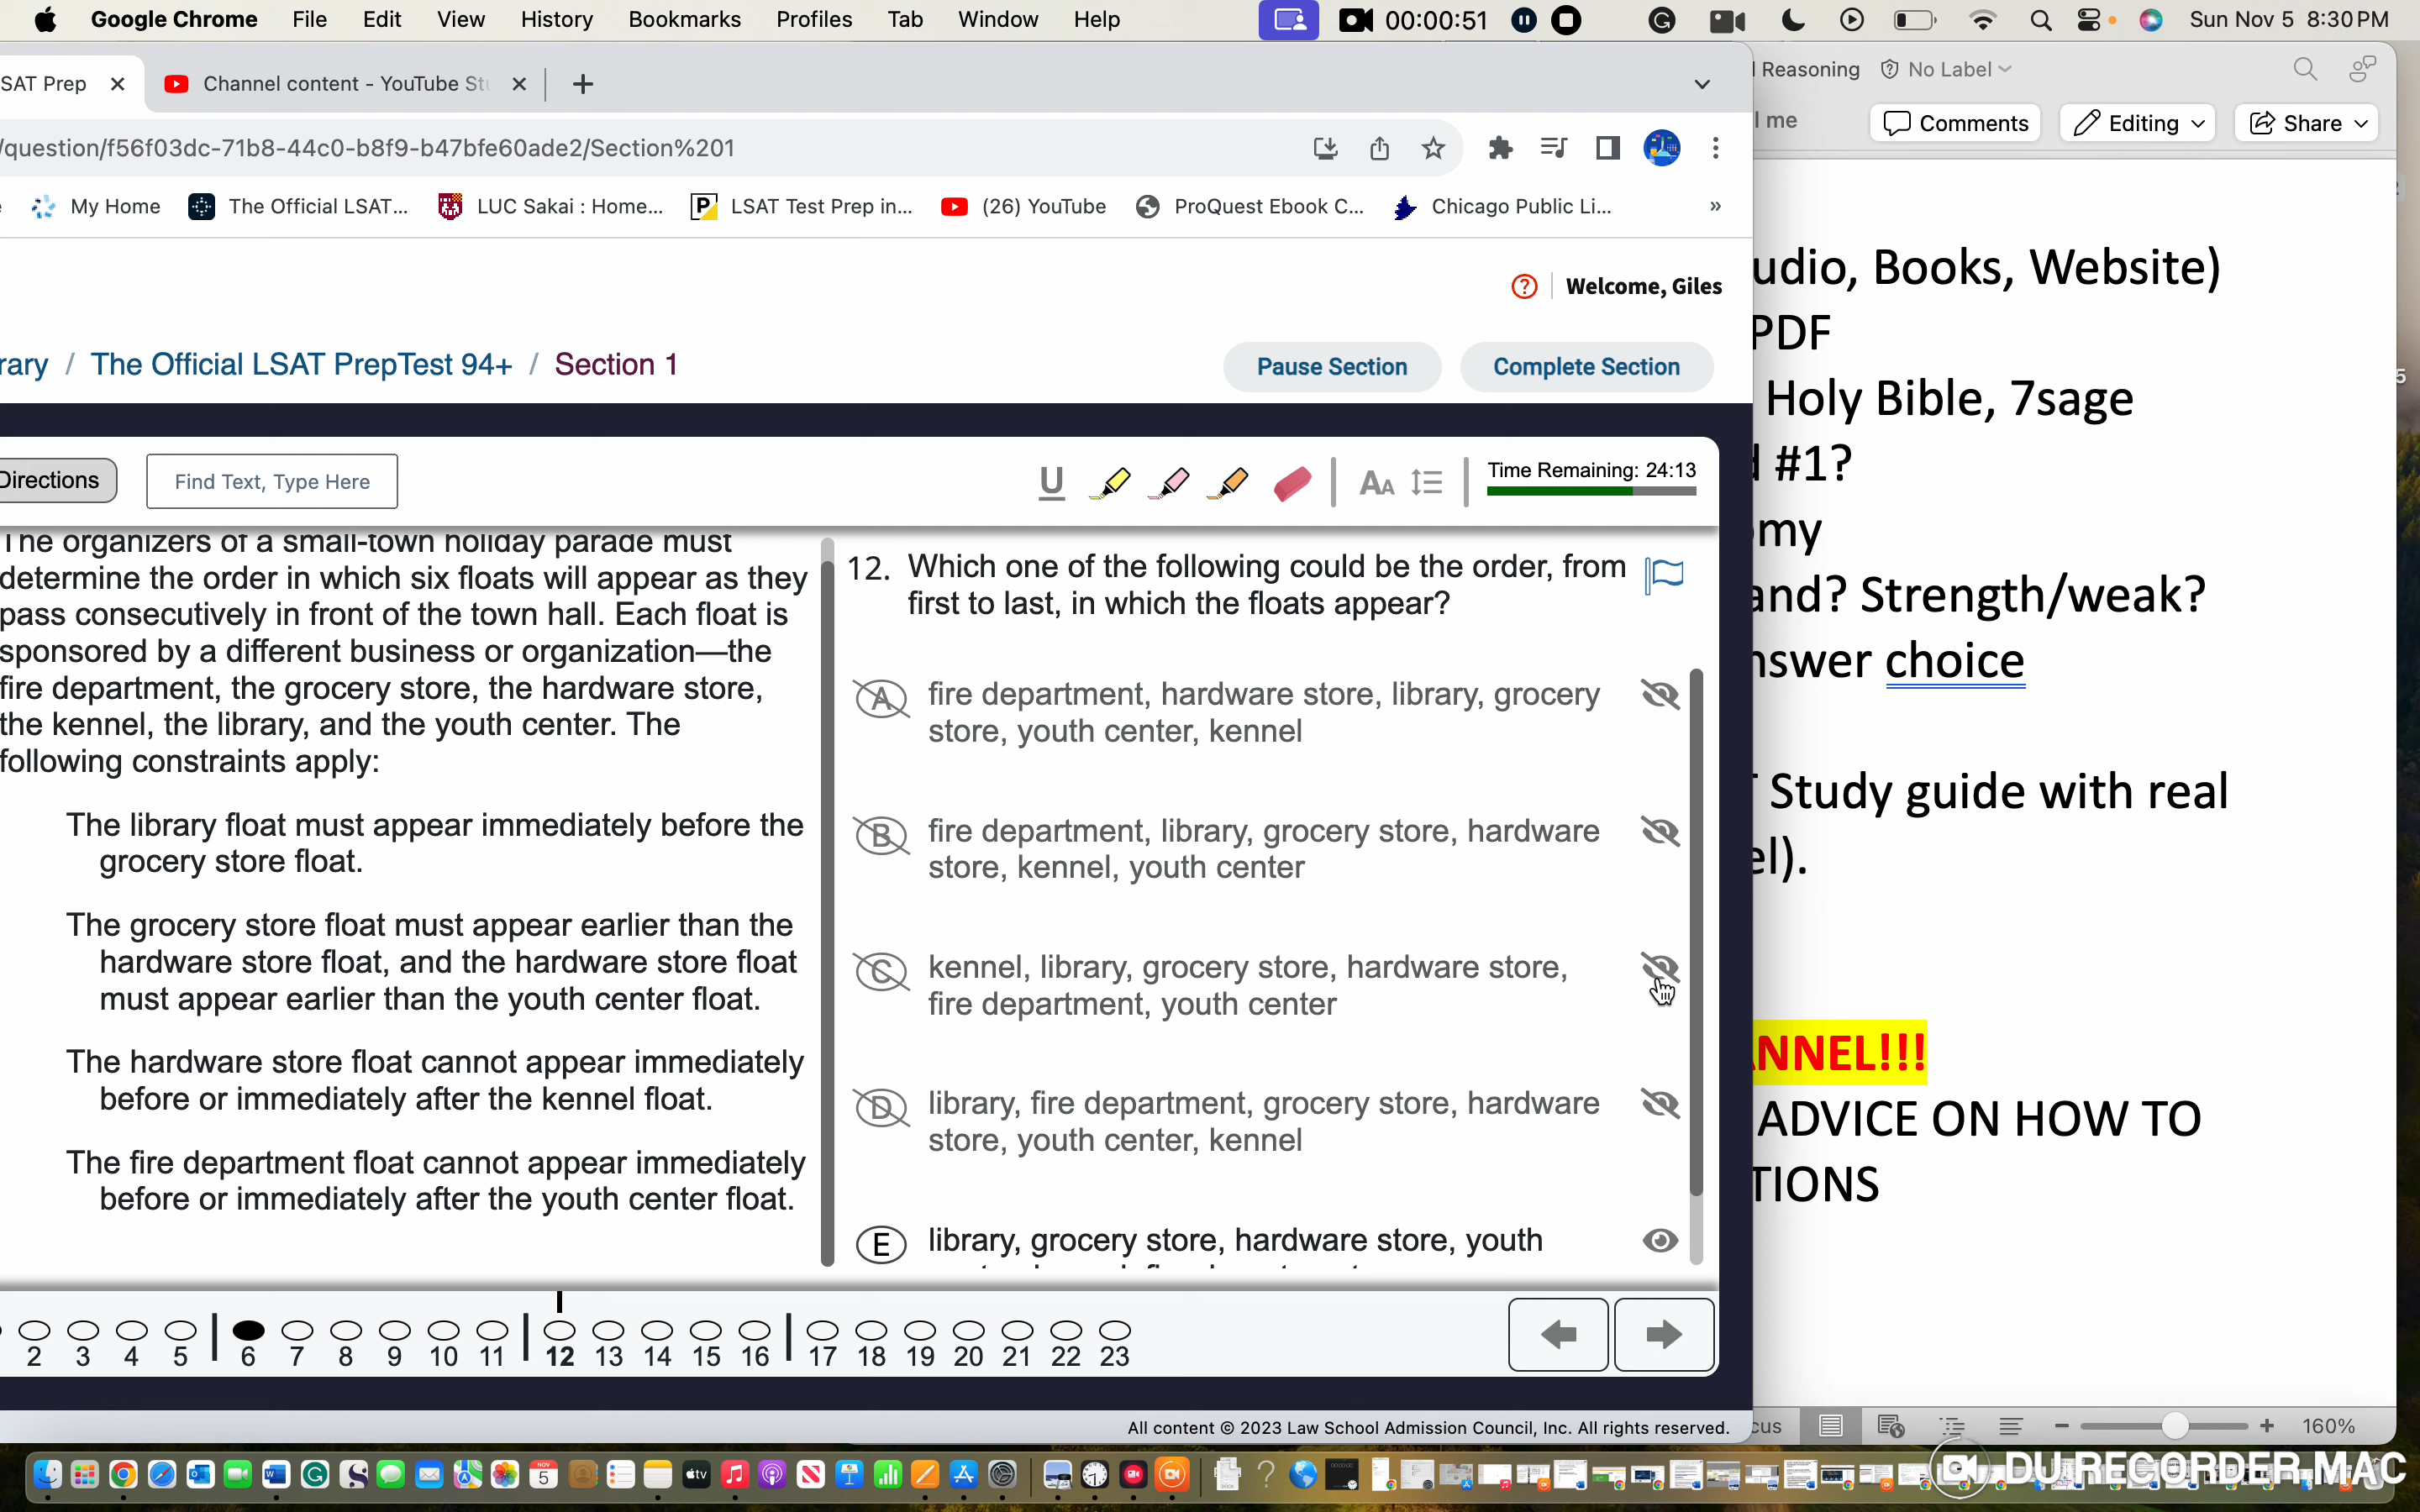 Google Chrome File Edit View History Bookmarks Profiles Tab Window Help 00:00:51 Sun Nov 5 8:30 PM
SAT Prep Channel content - YouTube St
Reasoning No Label
/question/f56f03dc-71b8-44c0-b8f9-b47bfe60ade2/Section%201
l me Comments Editing Share
My Home The Official LSAT... LUC Sakai : Home... LSAT Test Prep in... (26) YouTube ProQuest Ebook C... Chicago Public Li... »
Welcome, Giles
rary / The Official LSAT PrepTest 94+ / Section 1
Pause Section Complete Section
Directions Find Text, Type Here
Time Remaining: 24:13
The organizers of a small-town holiday parade must
determine the order in which six floats will appear as they
pass consecutively in front of the town hall. Each float is
sponsored by a different business or organization—the
fire department, the grocery store, the hardware store,
the kennel, the library, and the youth center. The
following constraints apply:
The library float must appear immediately before the
grocery store float.
The grocery store float must appear earlier than the
hardware store float, and the hardware store float
must appear earlier than the youth center float.
The hardware store float cannot appear immediately
before or immediately after the kennel float.
The fire department float cannot appear immediately
before or immediately after the youth center float.
12. Which one of the following could be the order, from
first to last, in which the floats appear?
A fire department, hardware store, library, grocery
store, youth center, kennel
B fire department, library, grocery store, hardware
store, kennel, youth center
C kennel, library, grocery store, hardware store,
fire department, youth center
D library, fire department, grocery store, hardware
store, youth center, kennel
E library, grocery store, hardware store, youth
2 3 4 5 6 7 8 9 10 11 12 13 14 15 16 17 18 19 20 21 22 23
All content © 2023 Law School Admission Council, Inc. All rights reserved.
udio, Books, Website)
PDF
Holy Bible, 7sage
#1?
omy
and? Strength/weak?
nswer choice
Study guide with real
el).
ANNEL!!!
ADVICE ON HOW TO
TIONS
cus 160%
DU RECORDER.MAC